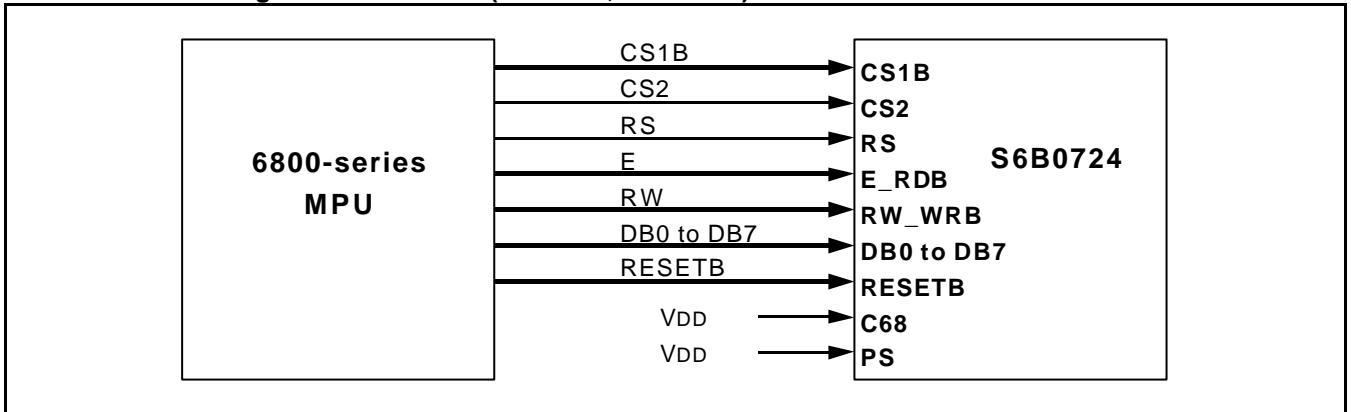 CS1B
CS2
RS
E
RW
DB0 to DB7
RESETB
VDD
VDD
6800-series
MPU
CS1B
CS2
RS
E_RDB
RW_WRB
DB0 to DB7
RESETB
C68
PS
S6B0724